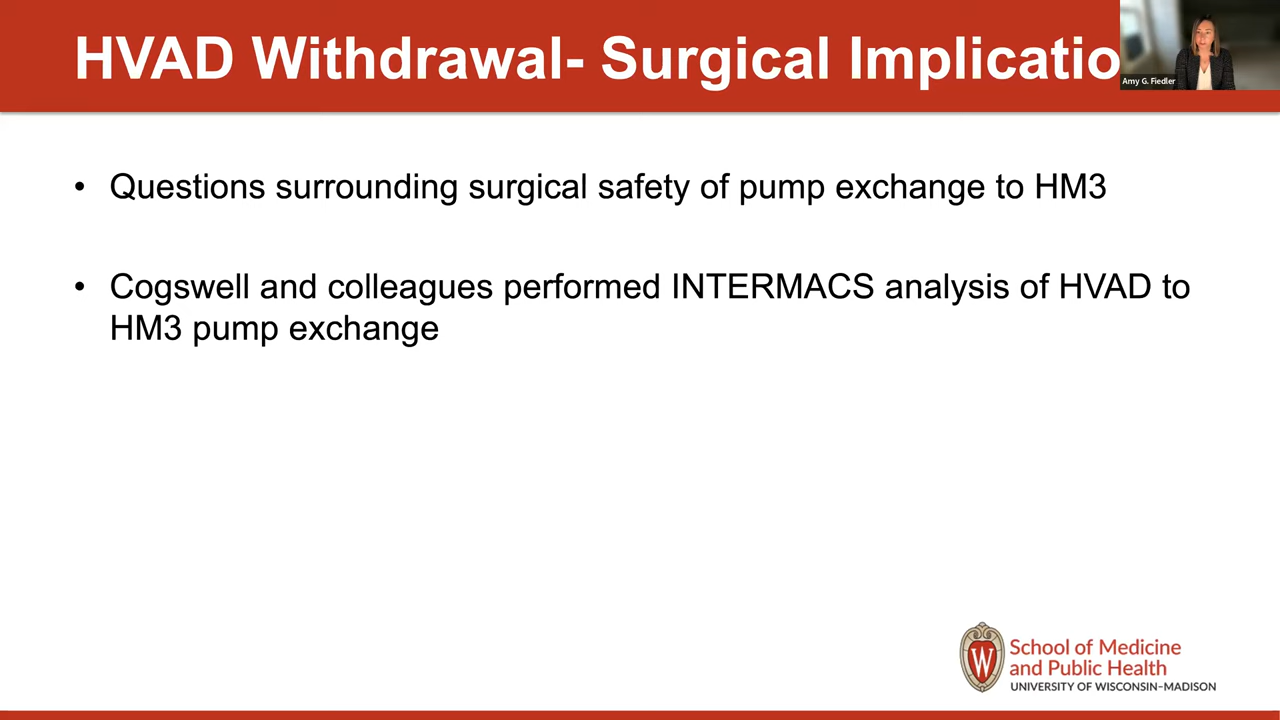 HVAD Withdrawal- Surgical Implicatio
Amy G. Fiedler
• Questions surrounding surgical safety of pump exchange to HM3
• Cogswell and colleagues performed INTERMACS analysis of HVAD to
HM3 pump exchange
W
School of Medicine
and Public Health
UNIVERSITY OF WISCONSIN–MADISON